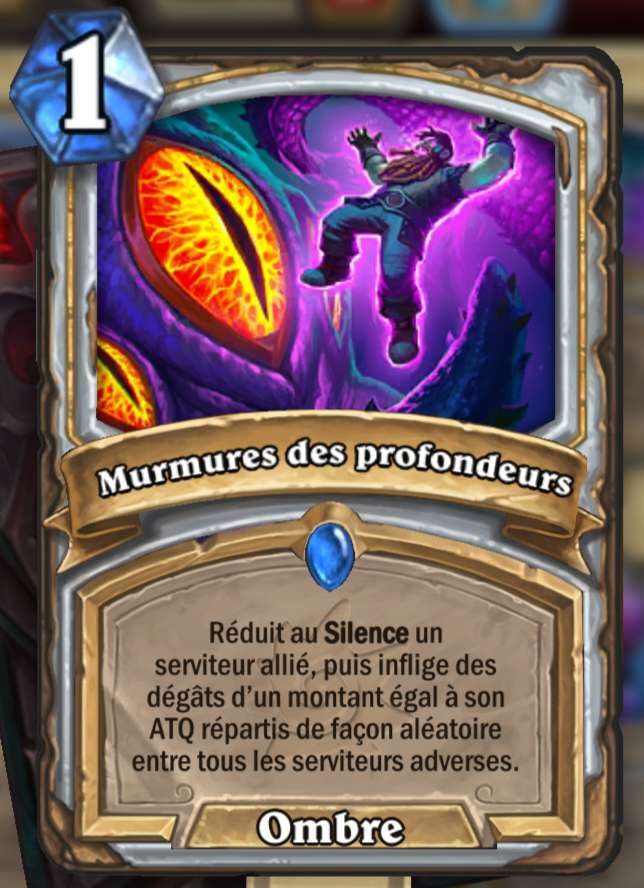 1
Murmures des profondeurs
Réduit au Silence un
serviteur allié, puis inflige des
dégâts d'un montant égal à son
ATQ répartis de façon aléatoire
entre tous les serviteurs adverses.
Ombre